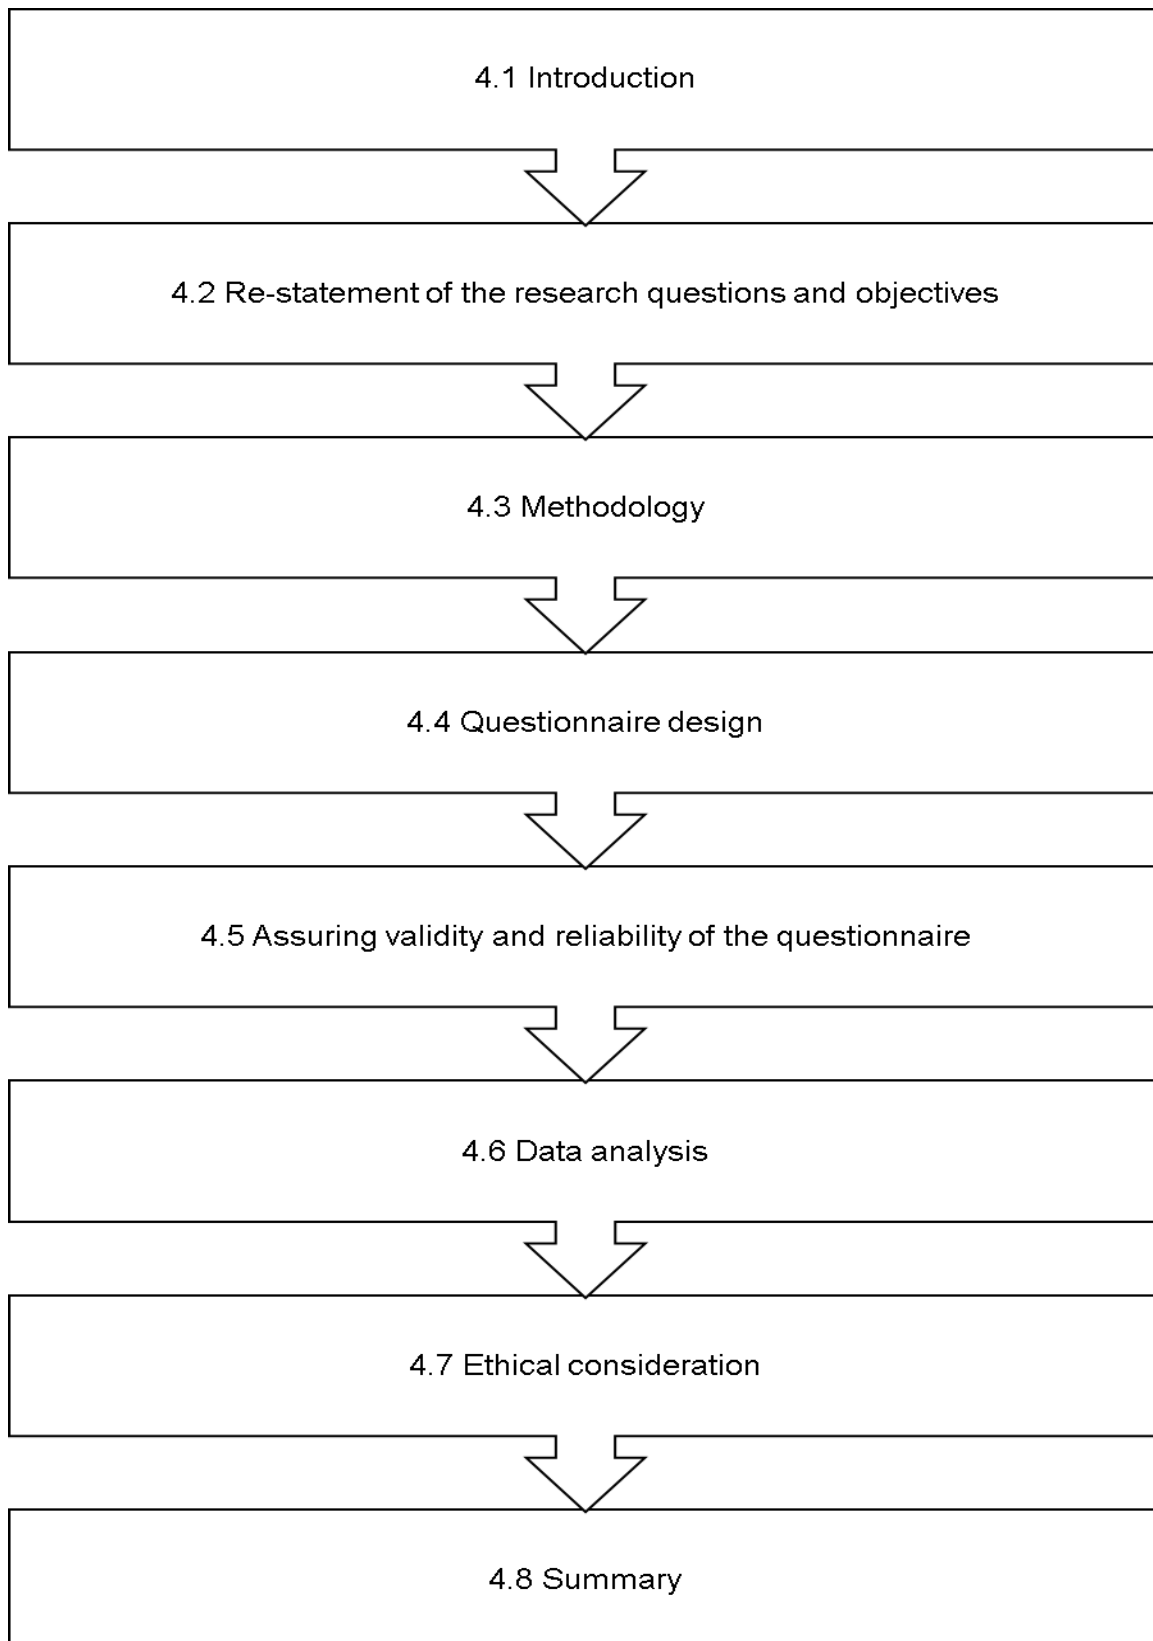 4.1 Introduction
4.2 Re-statement of the research questions and objectives
4.3 Methodology
4.4 Questionnaire design
4.5 Assuring validity and reliability of the questionnaire
4.6 Data analysis
4.7 Ethical consideration
4.8 Summary